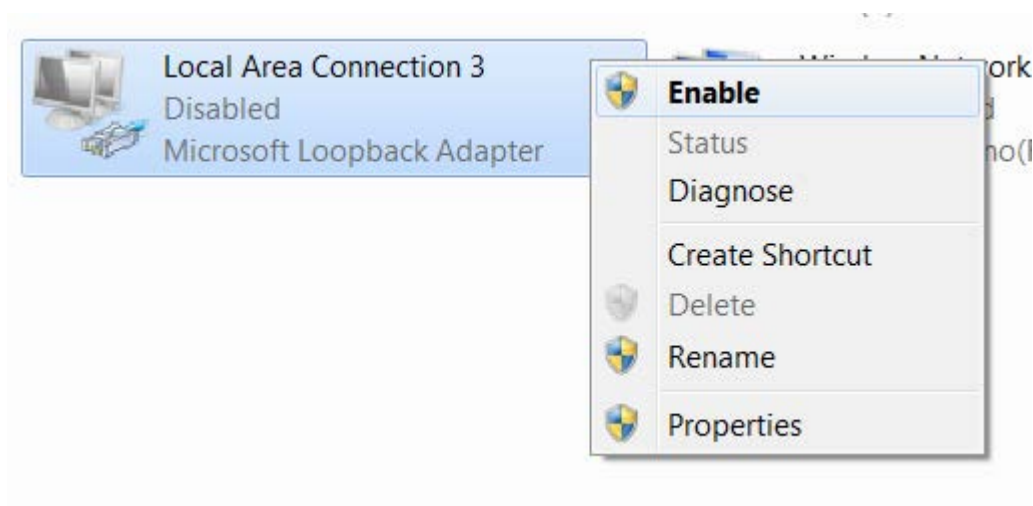 Local Area Connection 3
Disabled
Microsoft Loopback Adapter
Enable
Status
Diagnose
Create Shortcut
Delete
Rename
Properties